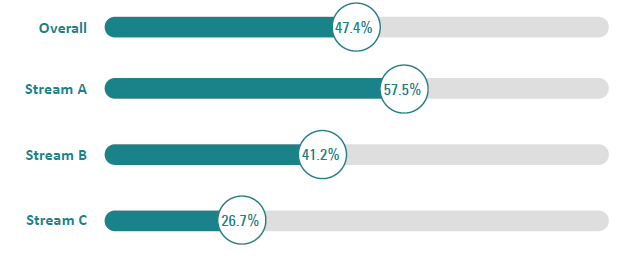 Overall 47.4%
Stream A 57.5%
Stream B 41.2%
Stream C 26.7%